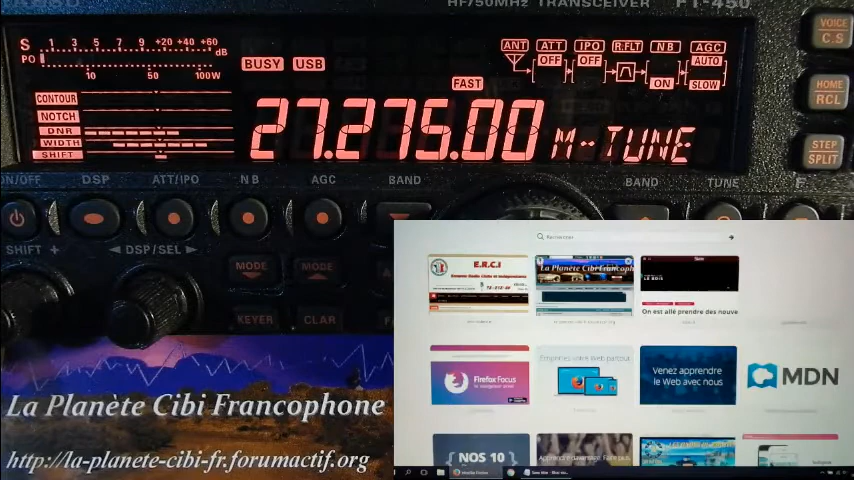 HF/50MHz TRANSCEIVER FT-450
S 1 3 5 7 9 +20 +40 +60 dB
PO 10 50 100W
BUSY USB
FAST
ANT ATT IPO R.FLT NB AGC
OFF OFF AUTO
ON SLOW
CONTOUR
NOTCH
DNR
WIDTH
SHIFT
27.275.00 M-TUNE
VOICE
C.S
HOME
RCL
STEP
SPLIT
ON/OFF DSP ATT/IPO NB AGC BAND BAND TUNE F
SHIFT + ◀DSP/SEL▶
MODE MODE
KEYER CLAR
Rechercher
E.R.C.I
La Planète Cibi Francoph
LE BOIS
On est allé prendre des nouve
Firefox Focus
Emportez votre Web partout
Venez apprendre
le Web avec nous
MDN
NOS 10
La Planète Cibi Francophone
http://la-planete-cibi-fr.forumactif.org